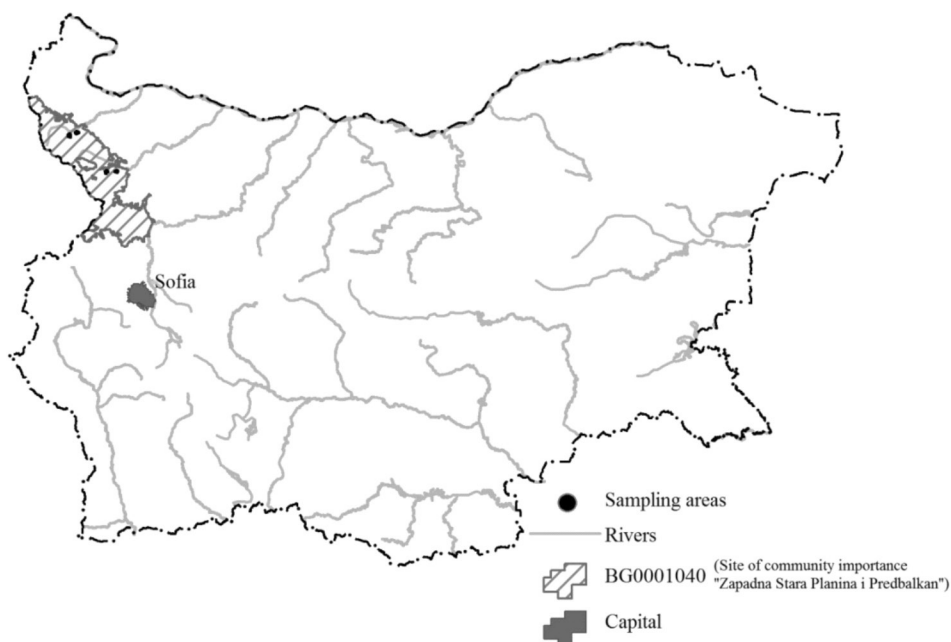 Sofia
Sampling areas
Rivers
BG0001040 (Site of community importance
"Zapadna Stara Planina i Predbalkan")
Capital